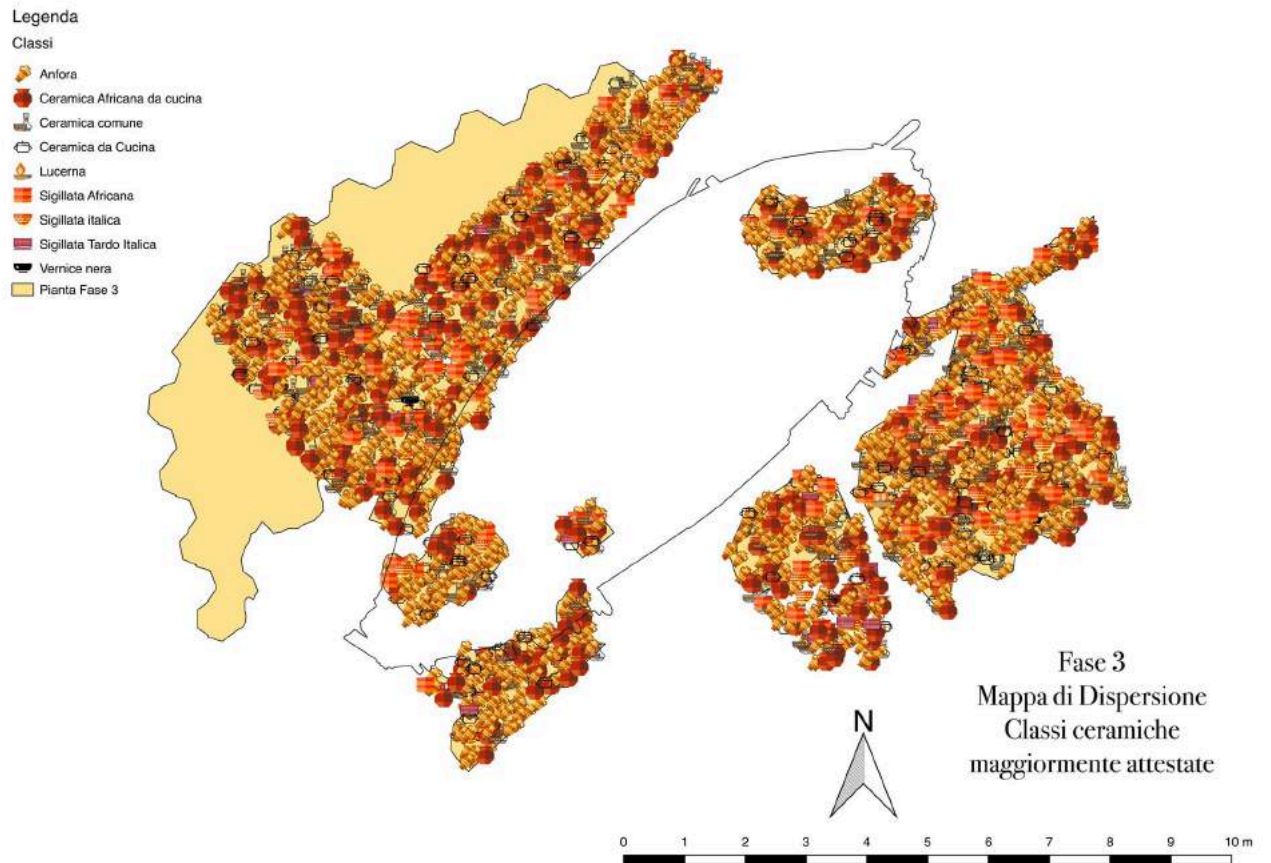 Legenda
Classi
Anfora
Ceramica Africana da cucina
Ceramica comune
Ceramica da Cucina
Lucerna
Sigillata Africana
Sigillata italica
Sigillata Tardo Italica
Vernice nera
Pianta Fase 3
Fase 3
Mappa di Dispersione
Classi ceramiche
maggiormente attestate
N
0 1 2 3 4 5 6 7 8 9 10 m